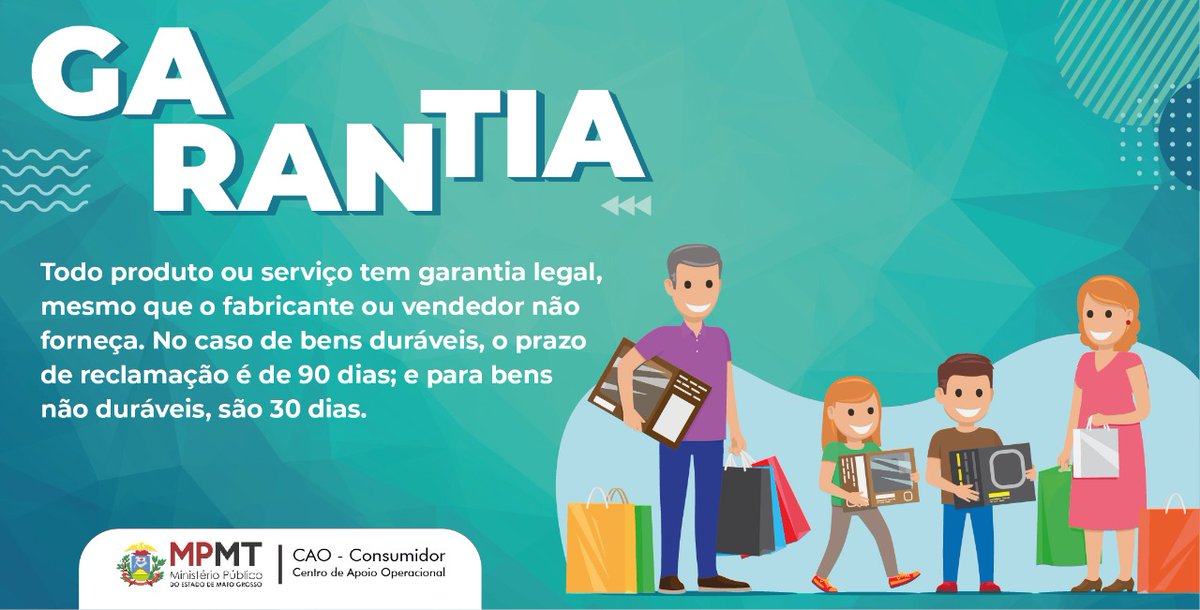 GA
RANTIA
Todo produto ou serviço tem garantia legal,
mesmo que o fabricante ou vendedor não
forneça. No caso de bens duráveis, o prazo
de reclamação é de 90 dias; e para bens
não duráveis, são 30 dias.
MPMT
Ministério Público
DO ESTADO DE MATO GROSSO
CAO - Consumidor
Centro de Apoio Operacional